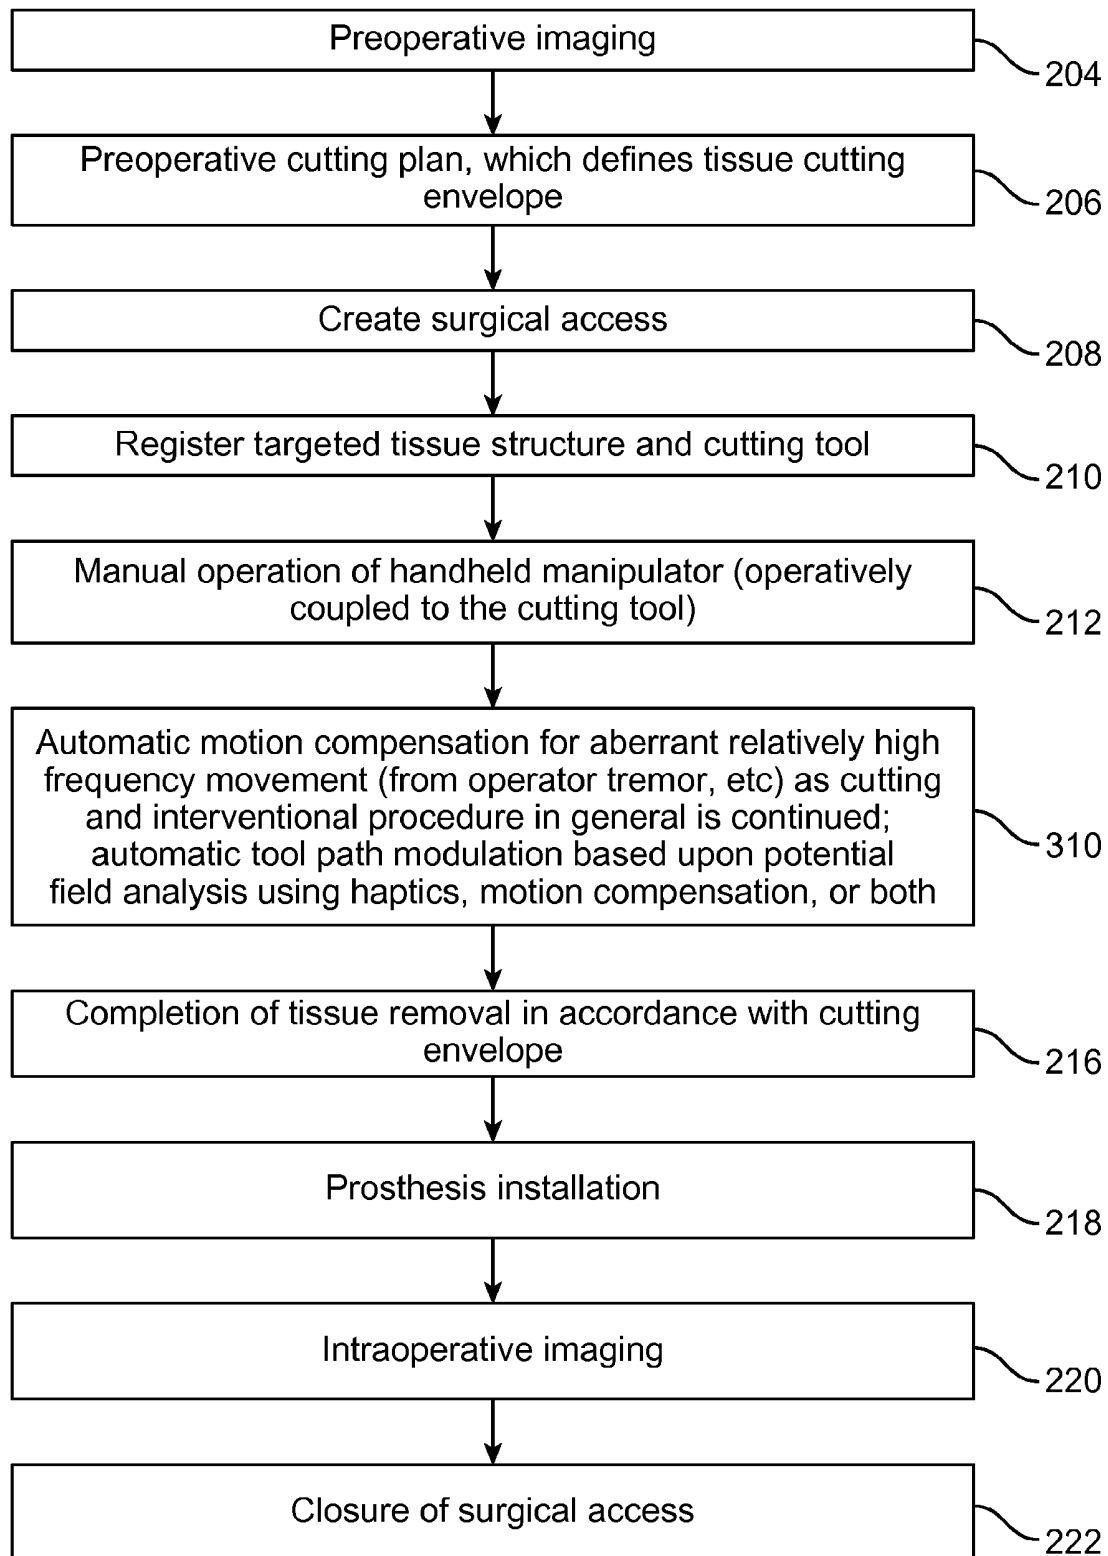 Preoperative imaging
204
Preoperative cutting plan, which defines tissue cutting
envelope
206
Create surgical access
208
Register targeted tissue structure and cutting tool
210
Manual operation of handheld manipulator (operatively
coupled to the cutting tool)
212
Automatic motion compensation for aberrant relatively high
frequency movement (from operator tremor, etc) as cutting
and interventional procedure in general is continued;
automatic tool path modulation based upon potential
field analysis using haptics, motion compensation, or both
310
Completion of tissue removal in accordance with cutting
envelope
216
Prosthesis installation
218
Intraoperative imaging
220
Closure of surgical access
222